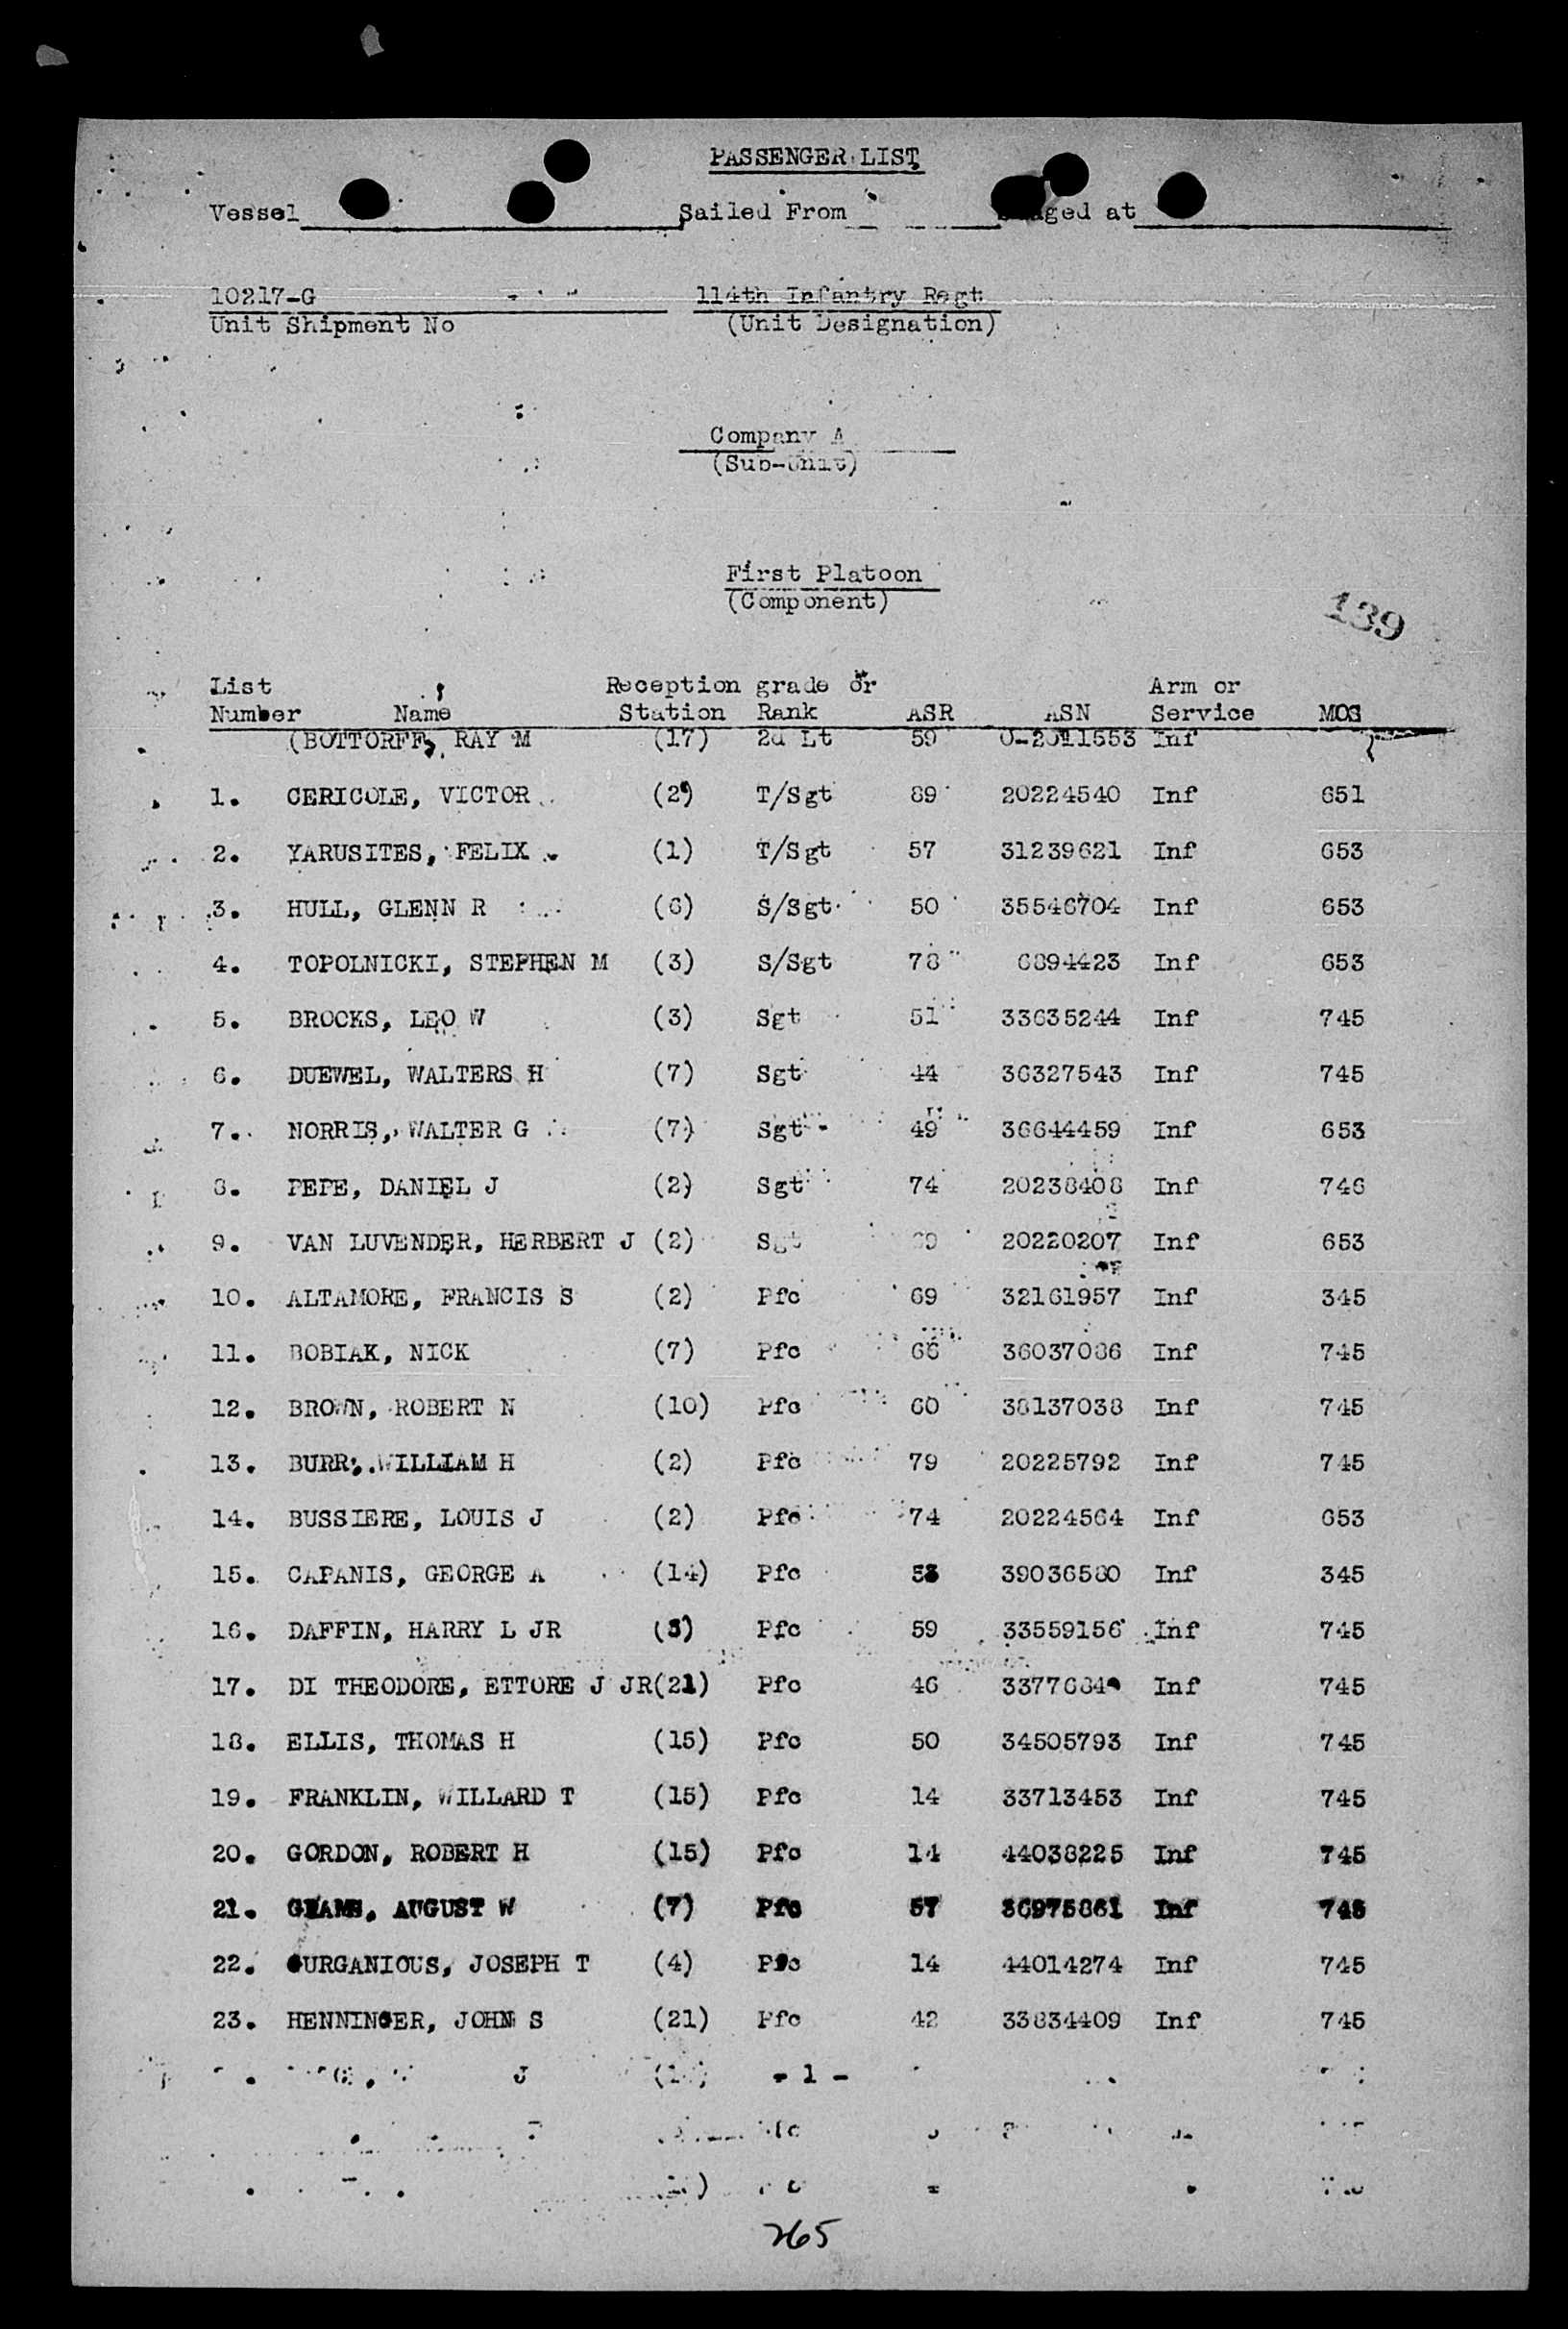 PASSENGER LIST
Vessel Sailed From at
10217-G 114th Infantry Regt
Unit Shipment No (Unit Designation)
Company A
(Sub-Unit)
First Platoon
(Component)
139
List Reception grade or Arm or
Number Name Station Rank ASR ASN Service MOS
(BOTTORFF, RAY M (17) 2d Lt 59 Inf
1. CERICOLE, VICTOR (2) T/Sgt 89 20224540 Inf 651
2. YARUSITES, FELIX (1) T/Sgt 57 31239621 Inf 653
3. HULL, GLENN R (6) S/Sgt 50 35546704 Inf 653
4. TOPOLNICKI, STEPHEN M (3) S/Sgt 78 6894423 Inf 653
5. BROCKS, LEO W (3) Sgt 51 33635244 Inf 745
6. DUEWEL, WALTERS H (7) Sgt 44 36327543 Inf 745
7. NORRIS, WALTER G (7) Sgt 49 36644459 Inf 653
8. PEPE, DANIEL J (2) Sgt 74 20238408 Inf 746
9. VAN LUVENDER, HERBERT J (2) Sgt 20220207 Inf 653
10. ALTAMORE, FRANCIS S (2) Pfc 69 32161957 Inf 345
11. BOBIAK, NICK (7) Pfc 66 36037086 Inf 745
12. BROWN, ROBERT N (10) Pfc 60 38137038 Inf 745
13. BURR, WILLIAM H (2) Pfc 79 20225792 Inf 745
14. BUSSIERE, LOUIS J (2) Pfc 74 20224564 Inf 653
15. CAPANIS, GEORGE A (14) Pfc 39036580 Inf 345
16. DAFFIN, HARRY L JR (3) Pfc 59 33559156 Inf 745
17. DI THEODORE, ETTORE J JR(21) Pfc 46 Inf 745
18. ELLIS, THOMAS H (15) Pfc 50 34505793 Inf 745
19. FRANKLIN, WILLARD T (15) Pfc 14 33713453 Inf 745
20. GORDON, ROBERT H (15) Pfc 14 44038225 Inf 745
21. AUGUST W (7) Pfc 57 36975861 Inf 745
22. GURGANIOUS, JOSEPH T (4) Pfc 14 44014274 Inf 745
23. HENNINGER, JOHN S (21) Pfc 42 33834409 Inf 745
- 1 -
265